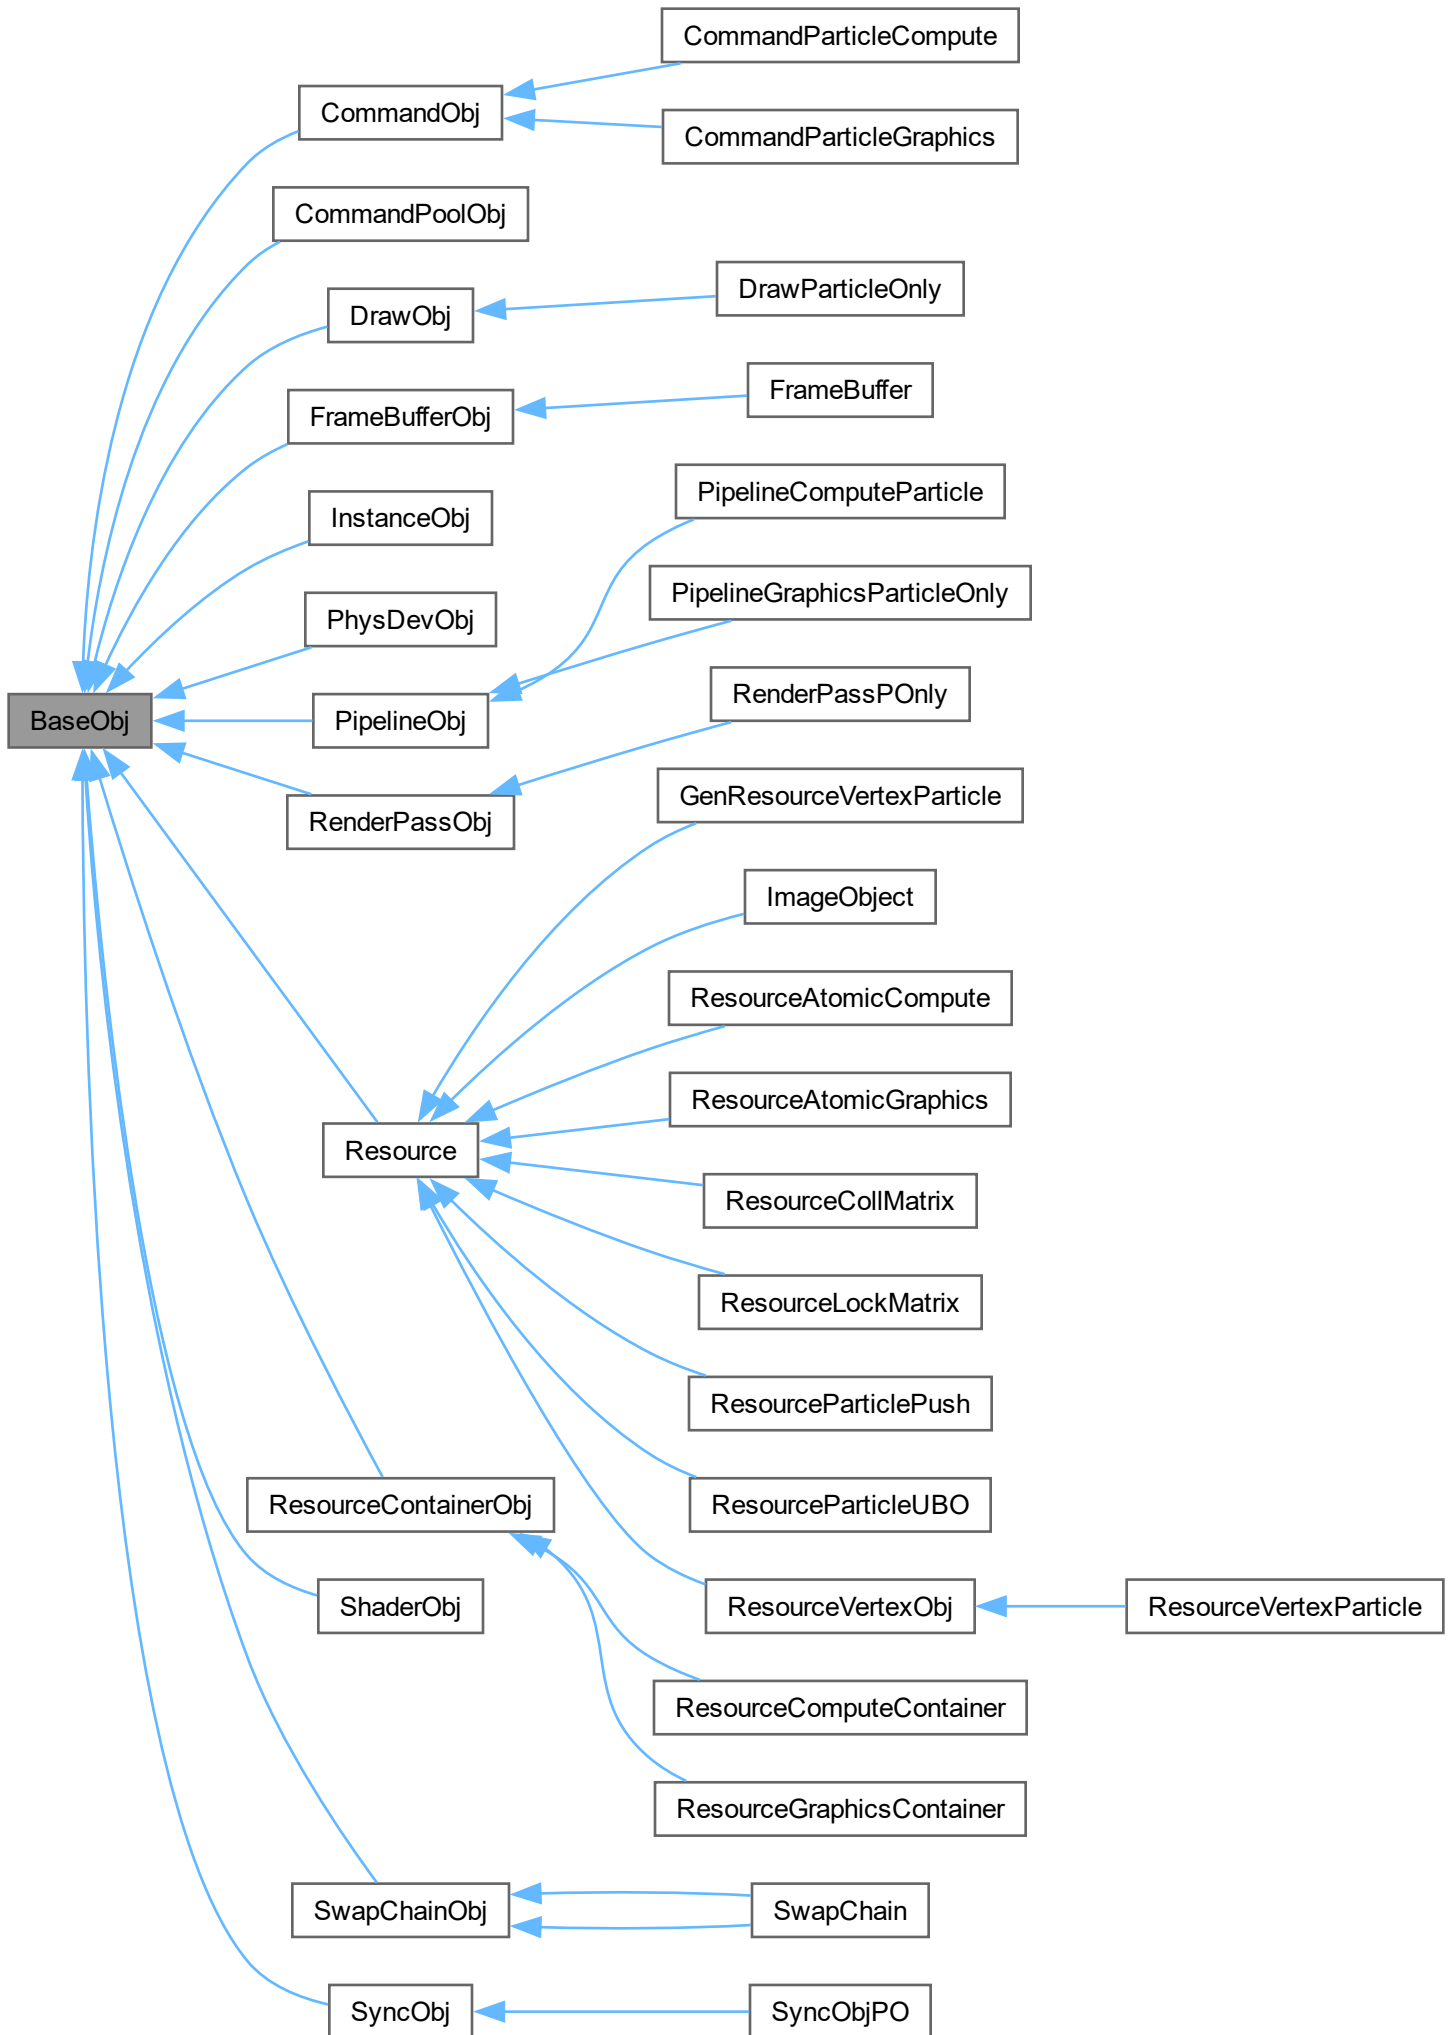 CommandParticleCompute
CommandObj
CommandParticleGraphics
CommandPoolObj
DrawParticleOnly
DrawObj
FrameBuffer
FrameBufferObj
PipelineComputeParticle
InstanceObj
PipelineGraphicsParticleOnly
PhysDevObj
RenderPassPOnly
BaseObj
PipelineObj
GenResourceVertexParticle
RenderPassObj
ImageObject
ResourceAtomicCompute
ResourceAtomicGraphics
Resource
ResourceCollMatrix
ResourceLockMatrix
ResourceParticlePush
ResourceContainerObj
ResourceParticleUBO
ShaderObj
ResourceVertexObj
ResourceVertexParticle
ResourceComputeContainer
ResourceGraphicsContainer
SwapChainObj
SwapChain
SyncObj
SyncObjPO